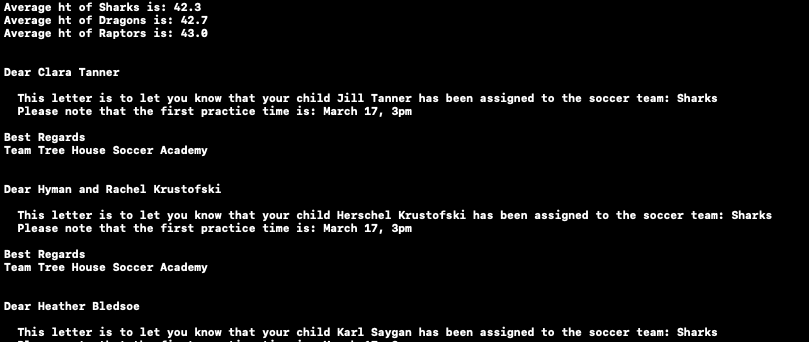 Average ht of Sharks is: 42.3
Average ht of Dragons is: 42.7
Average ht of Raptors is: 43.0
Dear Clara Tanner
This letter is to let you know that your child Jill Tanner has been assigned to the soccer team: Sharks
Please note that the first practice time is: March 17, 3pm
Best Regards
Team Tree House Soccer Academy
Dear Hyman and Rachel Krustofski
This letter is to let you know that your child Herschel Krustofski has been assigned to the soccer team: Sharks
Please note that the first practice time is: March 17, 3pm
Best Regards
Team Tree House Soccer Academy
Dear Heather Bledsoe
This letter is to let you know that your child Karl Saygan has been assigned to the soccer team: Sharks